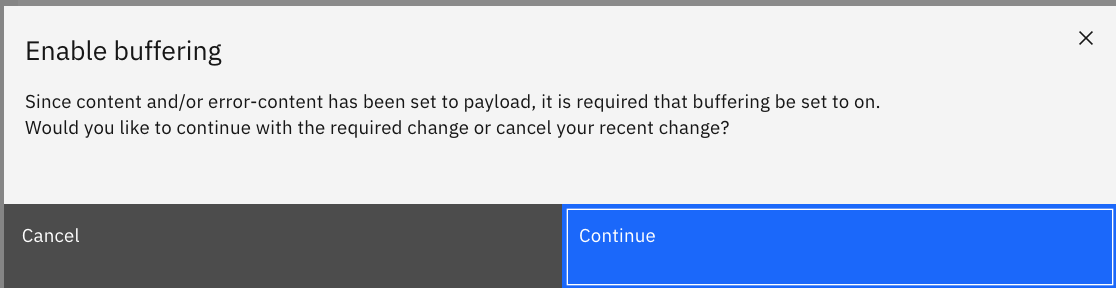 Enable buffering
Since content and/or error-content has been set to payload, it is required that buffering be set to on.
Would you like to continue with the required change or cancel your recent change?
Cancel
Continue